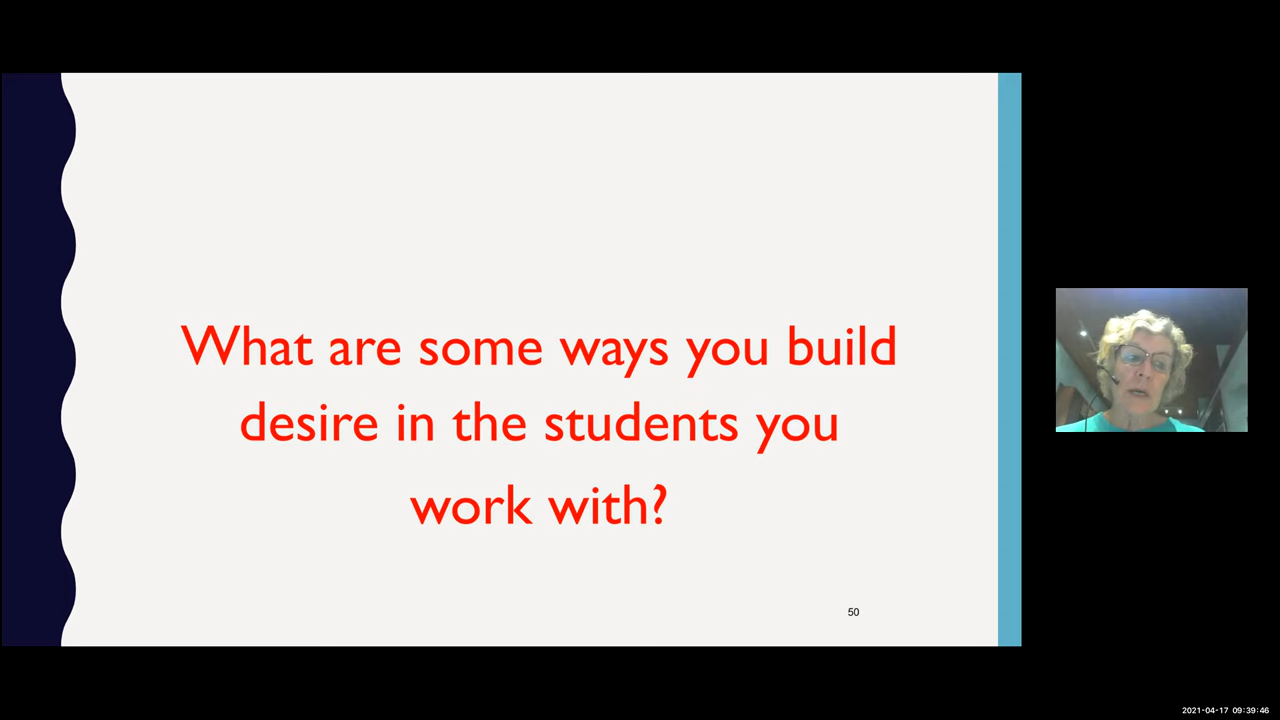 What are some ways you build
desire in the students you
work with?
50
2021-04-17 09:39:46